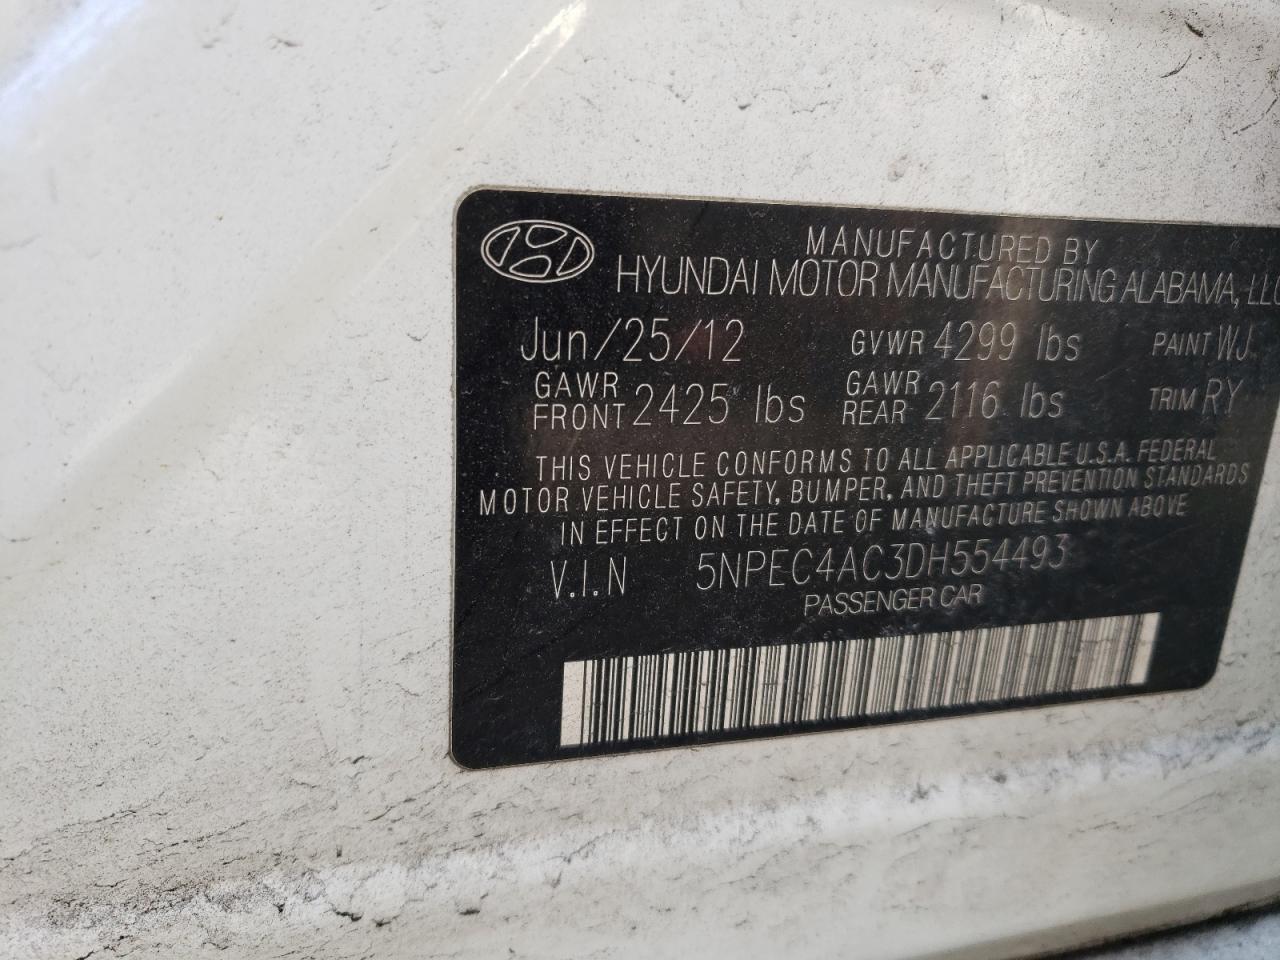 MANUFACTURED BY
HYUNDAI MOTOR MANUFACTURING ALABAMA, LLC
Jun/25/12 GVWR 4299 lbs PAINT WJ
GAWR FRONT 2425 lbs GAWR REAR 2116 lbs TRIM RY
THIS VEHICLE CONFORMS TO ALL APPLICABLE U.S.A. FEDERAL
MOTOR VEHICLE SAFETY, BUMPER, AND THEFT PREVENTION STANDARDS
IN EFFECT ON THE DATE OF MANUFACTURE SHOWN ABOVE
V.I.N 5NPEC4AC3DH554493
PASSENGER CAR